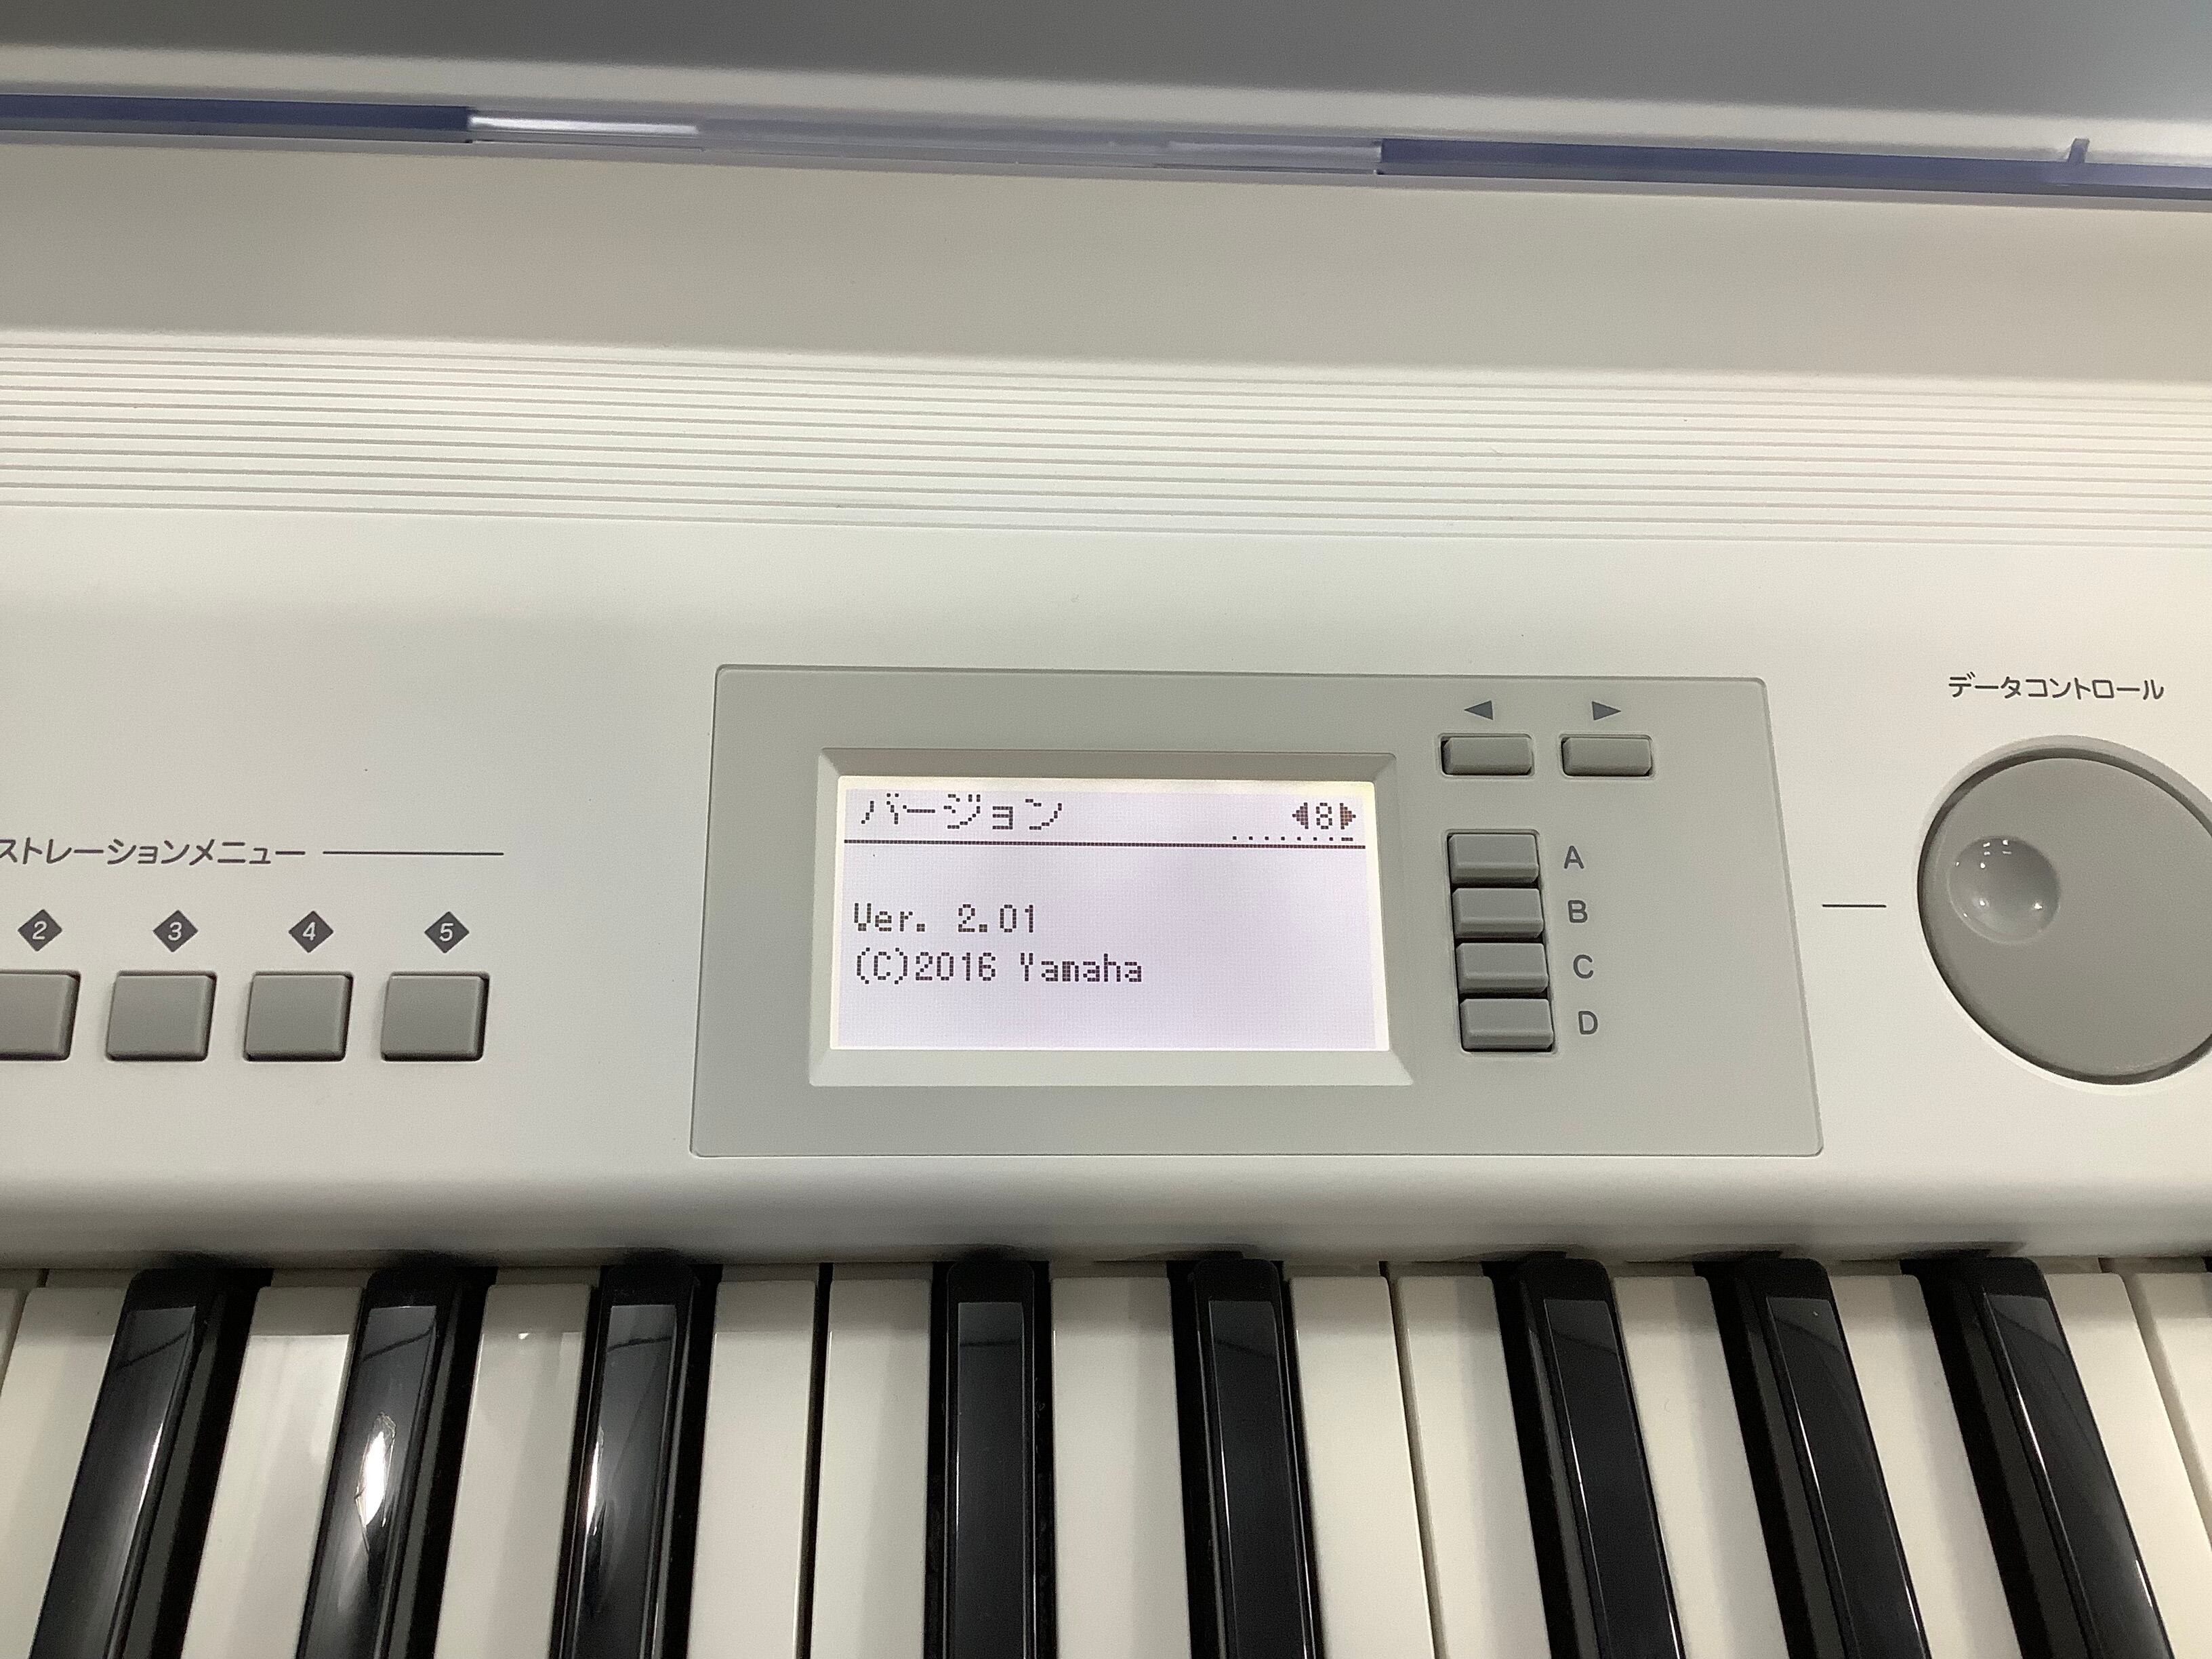 データコントロール
◀ ▶
バージョン ◀8▶
Ver. 2.01
(C)2016 Yamaha
A
B
C
D
ストレーションメニュー
2 3 4 5